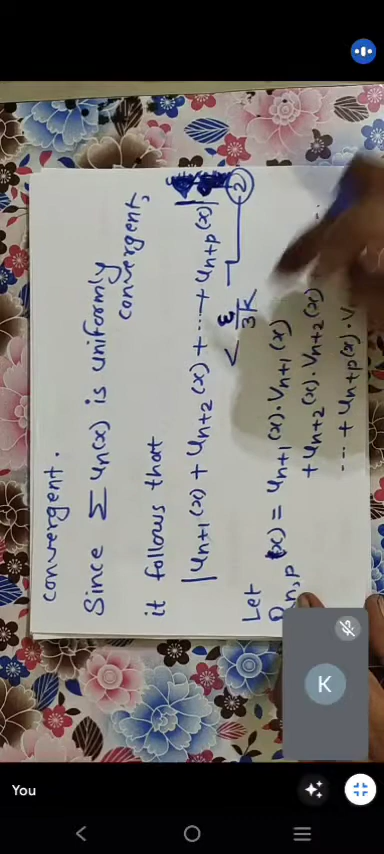 convergent.
Since ∑ uₙ(x) is uniformly
convergent,
it follows that
|uₙ₊₁(x) + uₙ₊₂(x) + ..... + uₙ₊ₚ(x)|
< ε/3K — ②
Let
Rₙ,ₚ(x) = uₙ₊₁(x)·vₙ₊₁(x)
+ uₙ₊₂(x)·vₙ₊₂(x)
... + uₙ₊ₚ(x)·v
K
You